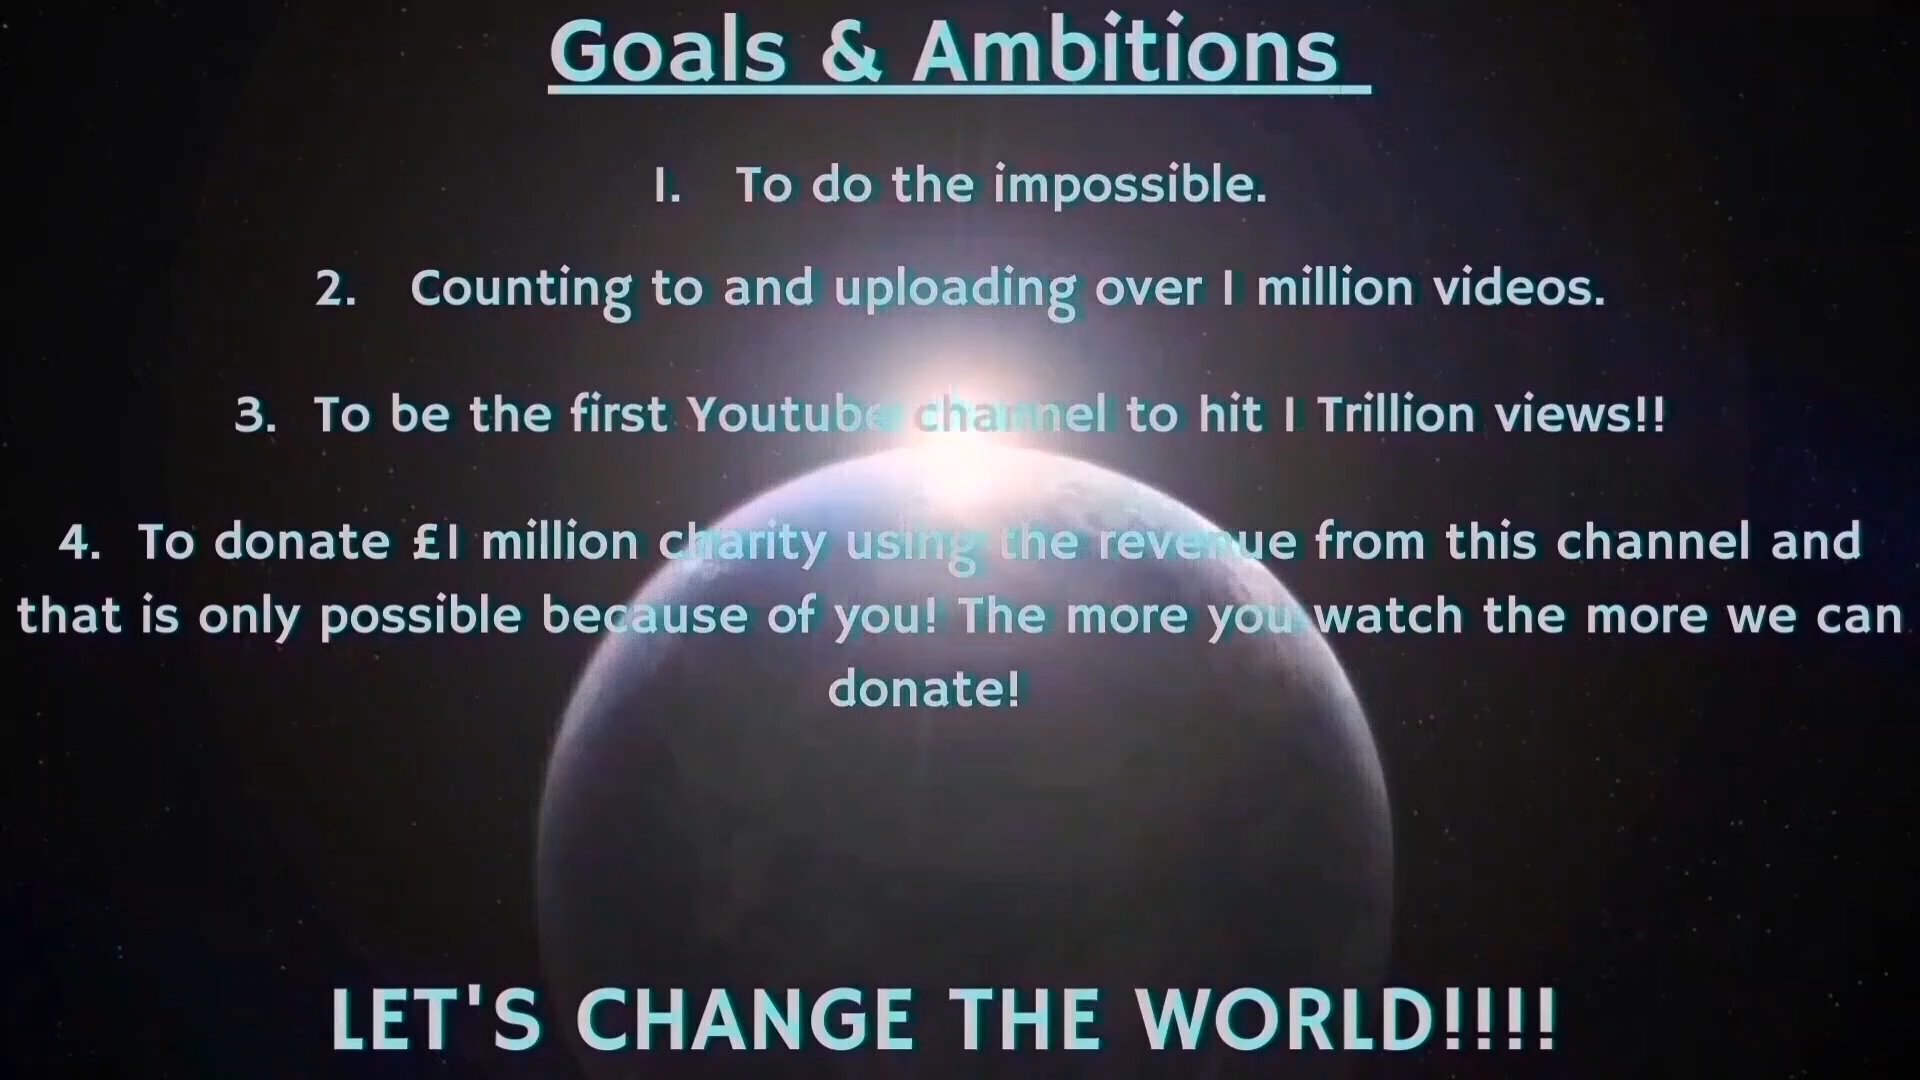 Goals & Ambitions
1. To do the impossible.
2. Counting to and uploading over 1 million videos.
3. To be the first Youtube channel to hit 1 Trillion views!!
4. To donate £1 million charity using the revenue from this channel and
that is only possible because of you! The more you watch the more we can
donate!
LET'S CHANGE THE WORLD!!!!